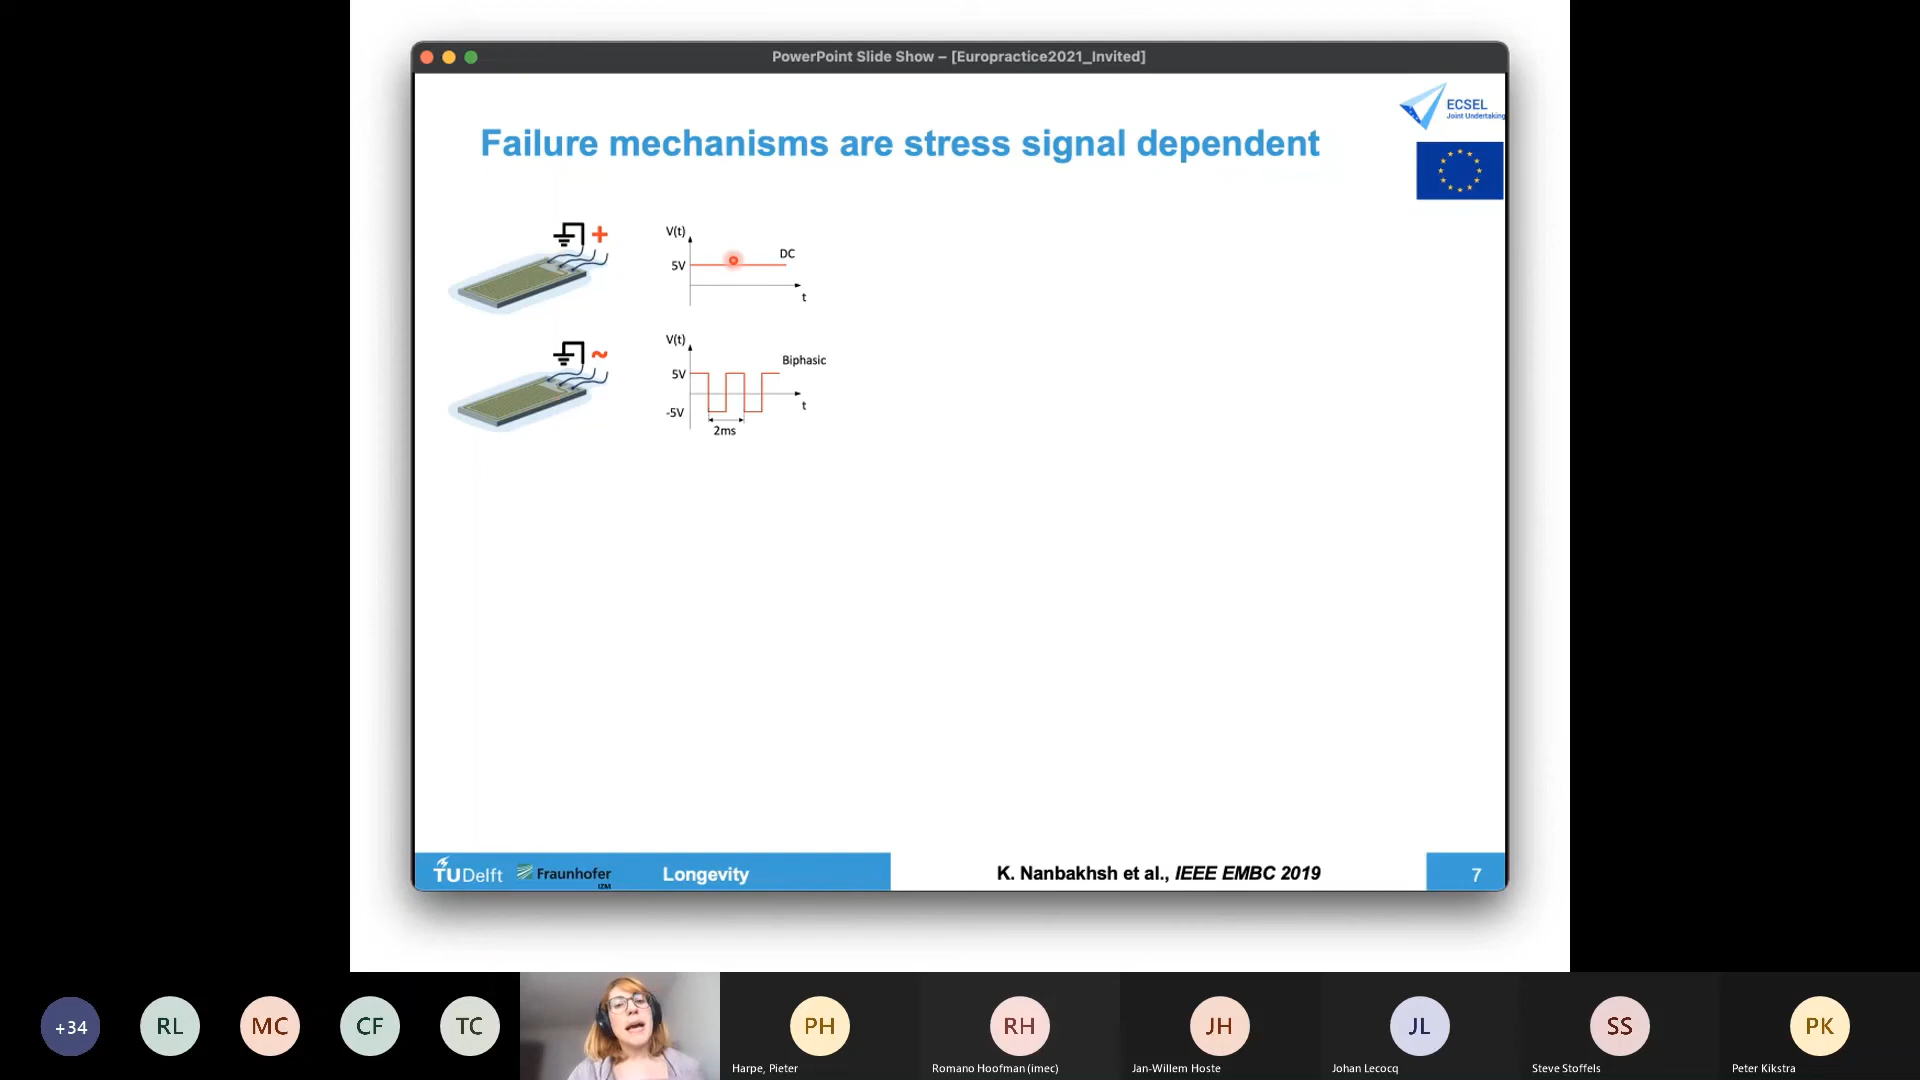 PowerPoint Slide Show – [Europractice2021_Invited]
ECSEL
Joint Undertaking
Failure mechanisms are stress signal dependent
+
V(t)
DC
5V
t
~
V(t)
Biphasic
5V
t
-5V
2ms
TUDelft
Fraunhofer
IZM
Longevity
K. Nanbakhsh et al., IEEE EMBC 2019
7
+34
RL
MC
CF
TC
PH
RH
JH
JL
SS
PK
Harpe, Pieter
Romano Hoofman (imec)
Jan-Willem Hoste
Johan Lecocq
Steve Stoffels
Peter Kikstra